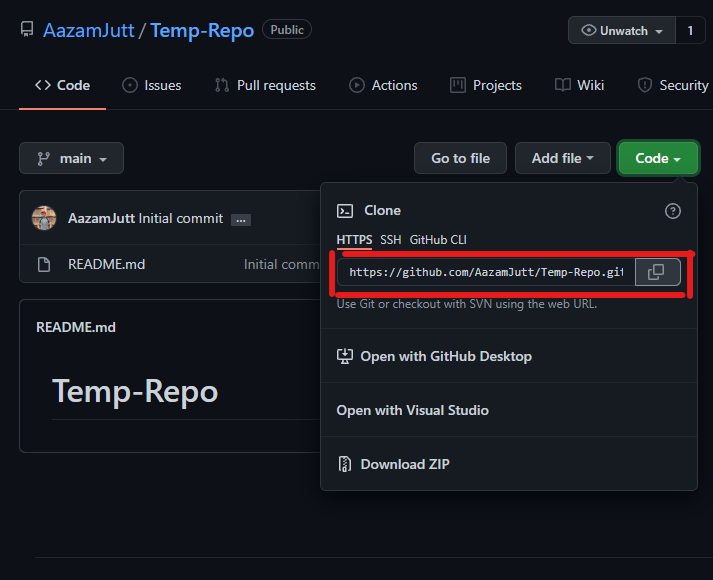 AazamJutt / Temp-Repo Public Unwatch 1
Code Issues Pull requests Actions Projects Wiki Security
main Go to file Add file Code
AazamJutt Initial commit ...
README.md Initial comm
README.md
Temp-Repo
Clone
HTTPS SSH GitHub CLI
https://github.com/AazamJutt/Temp-Repo.git
Use Git or checkout with SVN using the web URL.
Open with GitHub Desktop
Open with Visual Studio
Download ZIP